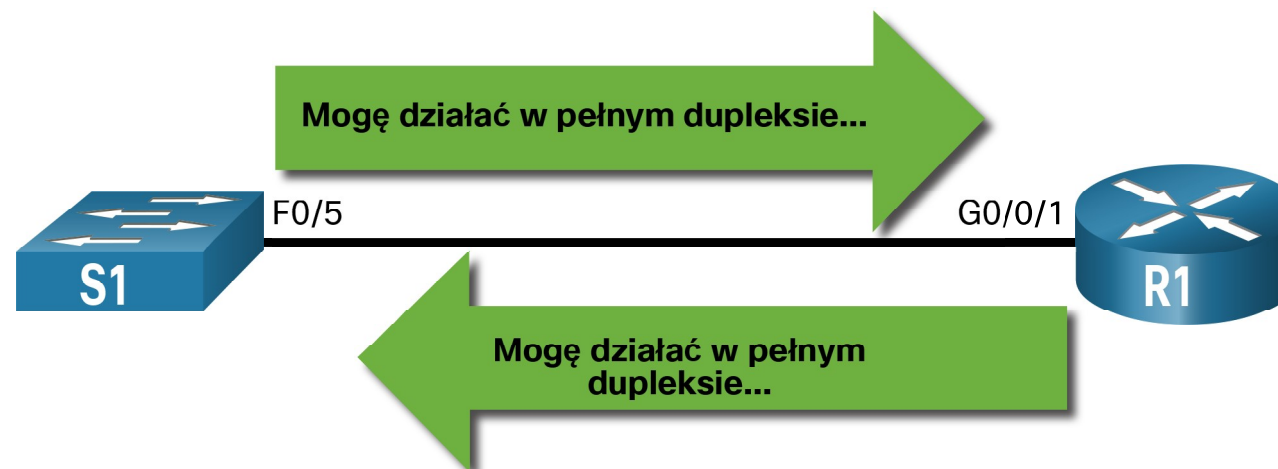 Mogę działać w pełnym dupleksie...
F0/5
G0/0/1
S1
R1
Mogę działać w pełnym
dupleksie...